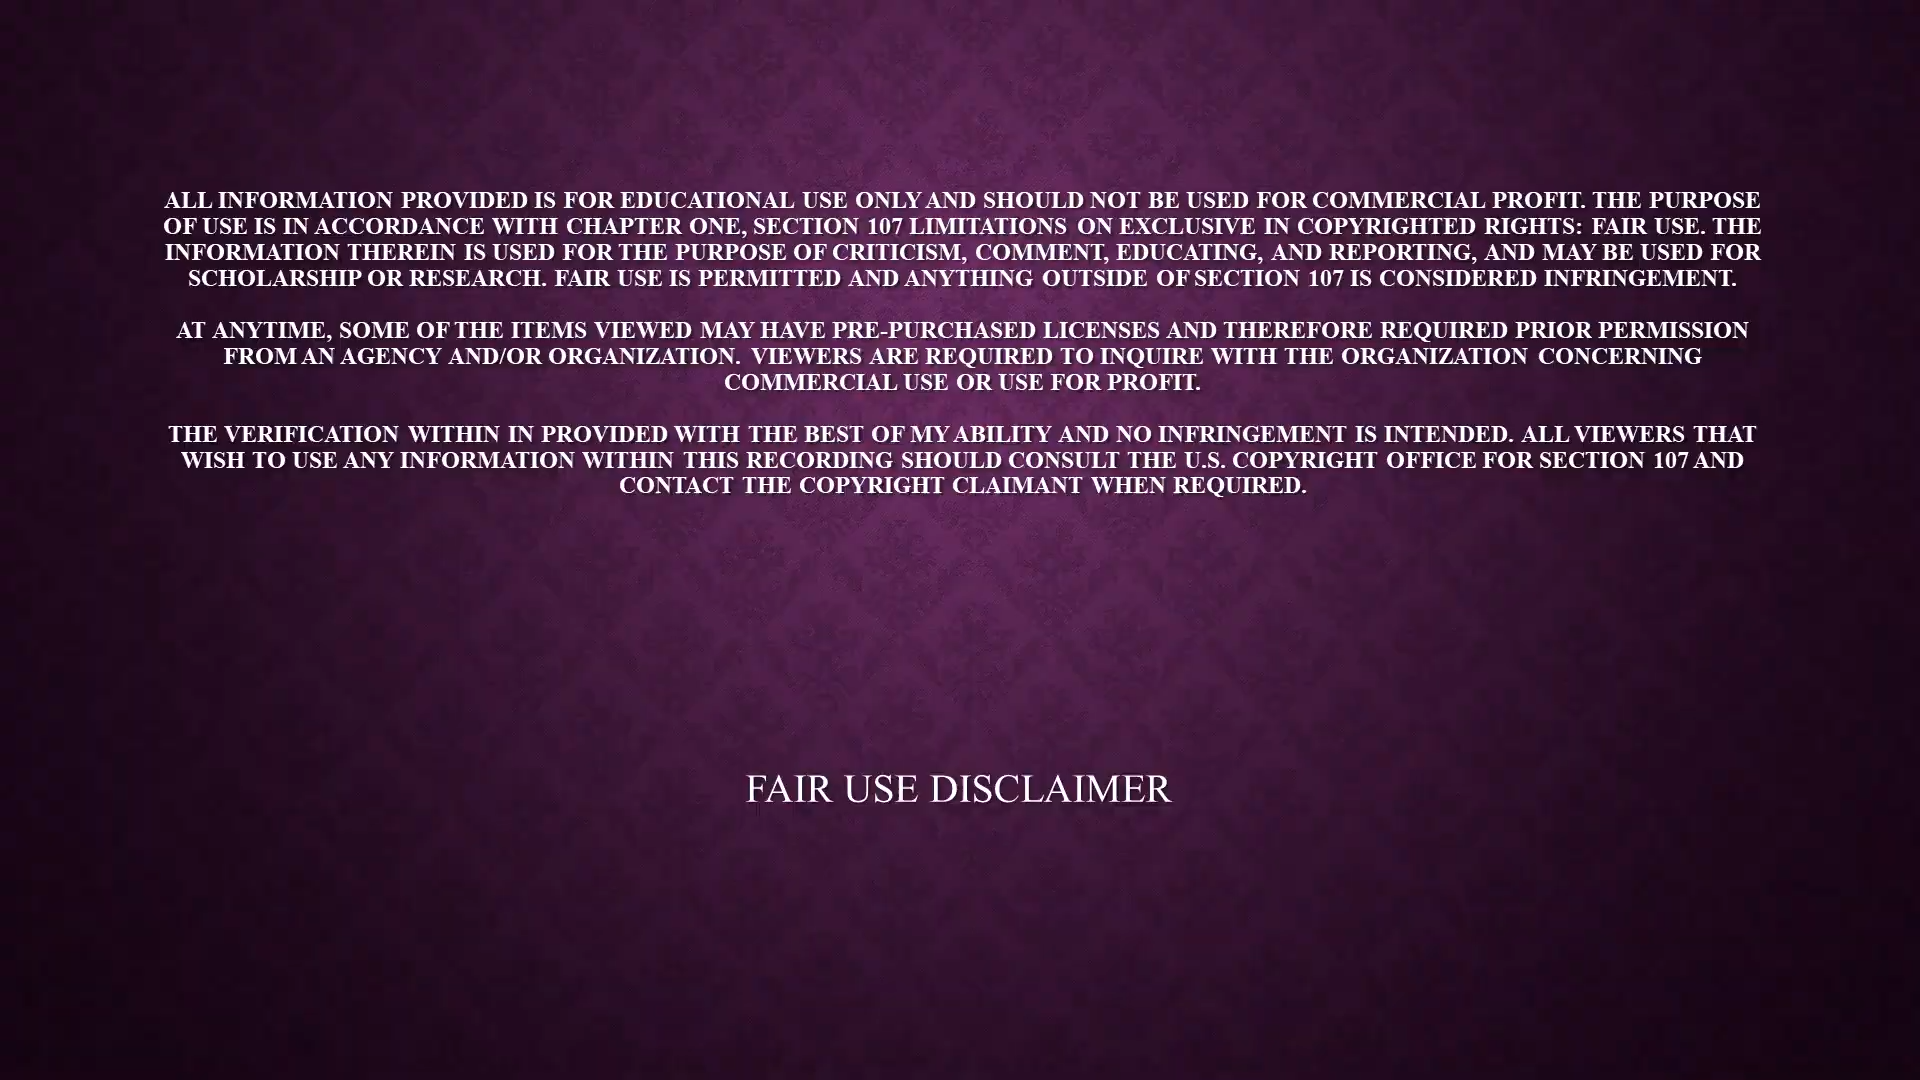 ALL INFORMATION PROVIDED IS FOR EDUCATIONAL USE ONLY AND SHOULD NOT BE USED FOR COMMERCIAL PROFIT. THE PURPOSE
OF USE IS IN ACCORDANCE WITH CHAPTER ONE, SECTION 107 LIMITATIONS ON EXCLUSIVE IN COPYRIGHTED RIGHTS: FAIR USE. THE
INFORMATION THEREIN IS USED FOR THE PURPOSE OF CRITICISM, COMMENT, EDUCATING, AND REPORTING, AND MAY BE USED FOR
SCHOLARSHIP OR RESEARCH. FAIR USE IS PERMITTED AND ANYTHING OUTSIDE OF SECTION 107 IS CONSIDERED INFRINGEMENT.
AT ANYTIME, SOME OF THE ITEMS VIEWED MAY HAVE PRE-PURCHASED LICENSES AND THEREFORE REQUIRED PRIOR PERMISSION
FROM AN AGENCY AND/OR ORGANIZATION. VIEWERS ARE REQUIRED TO INQUIRE WITH THE ORGANIZATION CONCERNING
COMMERCIAL USE OR USE FOR PROFIT.
THE VERIFICATION WITHIN IN PROVIDED WITH THE BEST OF MY ABILITY AND NO INFRINGEMENT IS INTENDED. ALL VIEWERS THAT
WISH TO USE ANY INFORMATION WITHIN THIS RECORDING SHOULD CONSULT THE U.S. COPYRIGHT OFFICE FOR SECTION 107 AND
CONTACT THE COPYRIGHT CLAIMANT WHEN REQUIRED.
FAIR USE DISCLAIMER